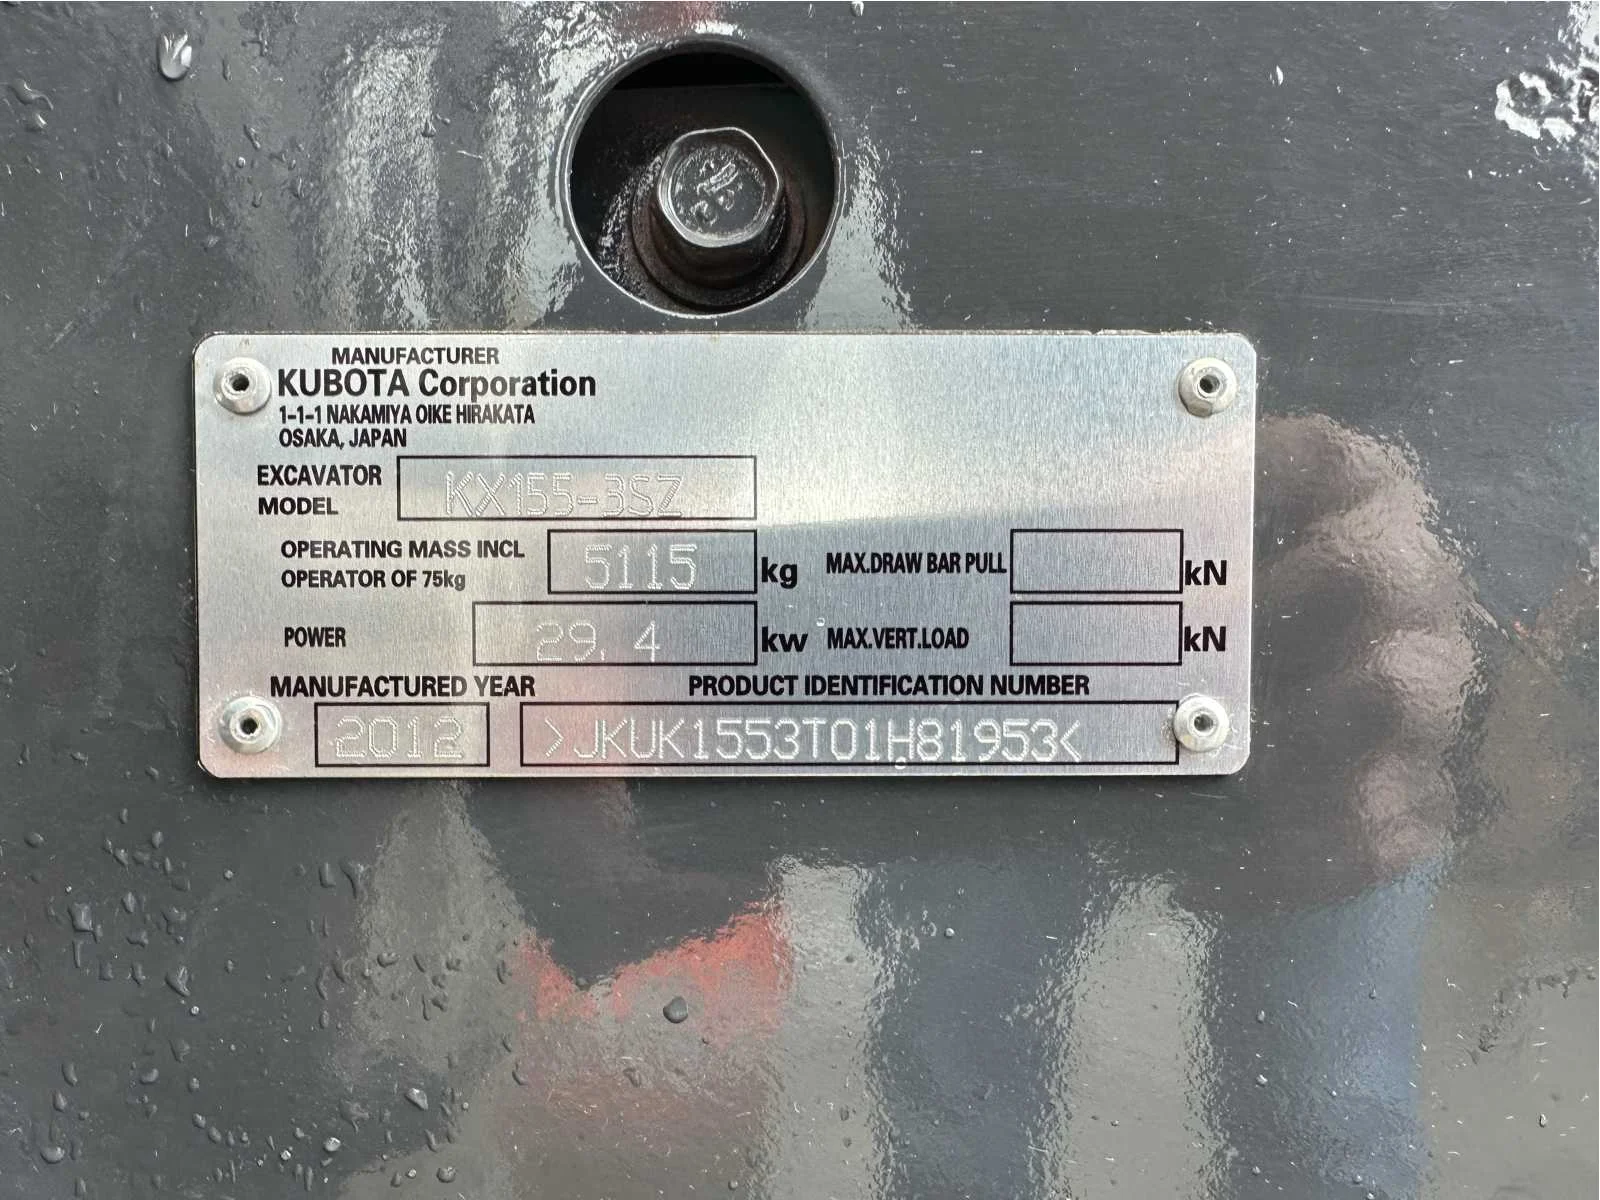 MANUFACTURER
KUBOTA Corporation
1-1-1 NAKAMIYA OIKE HIRAKATA
OSAKA, JAPAN
EXCAVATOR MODEL KX155-3SZ
OPERATING MASS INCL OPERATOR OF 75kg 5115 kg
MAX.DRAW BAR PULL kN
POWER 29.4 kw
MAX.VERT.LOAD kN
MANUFACTURED YEAR
2012
PRODUCT IDENTIFICATION NUMBER
>JKUK1553T01H81953<